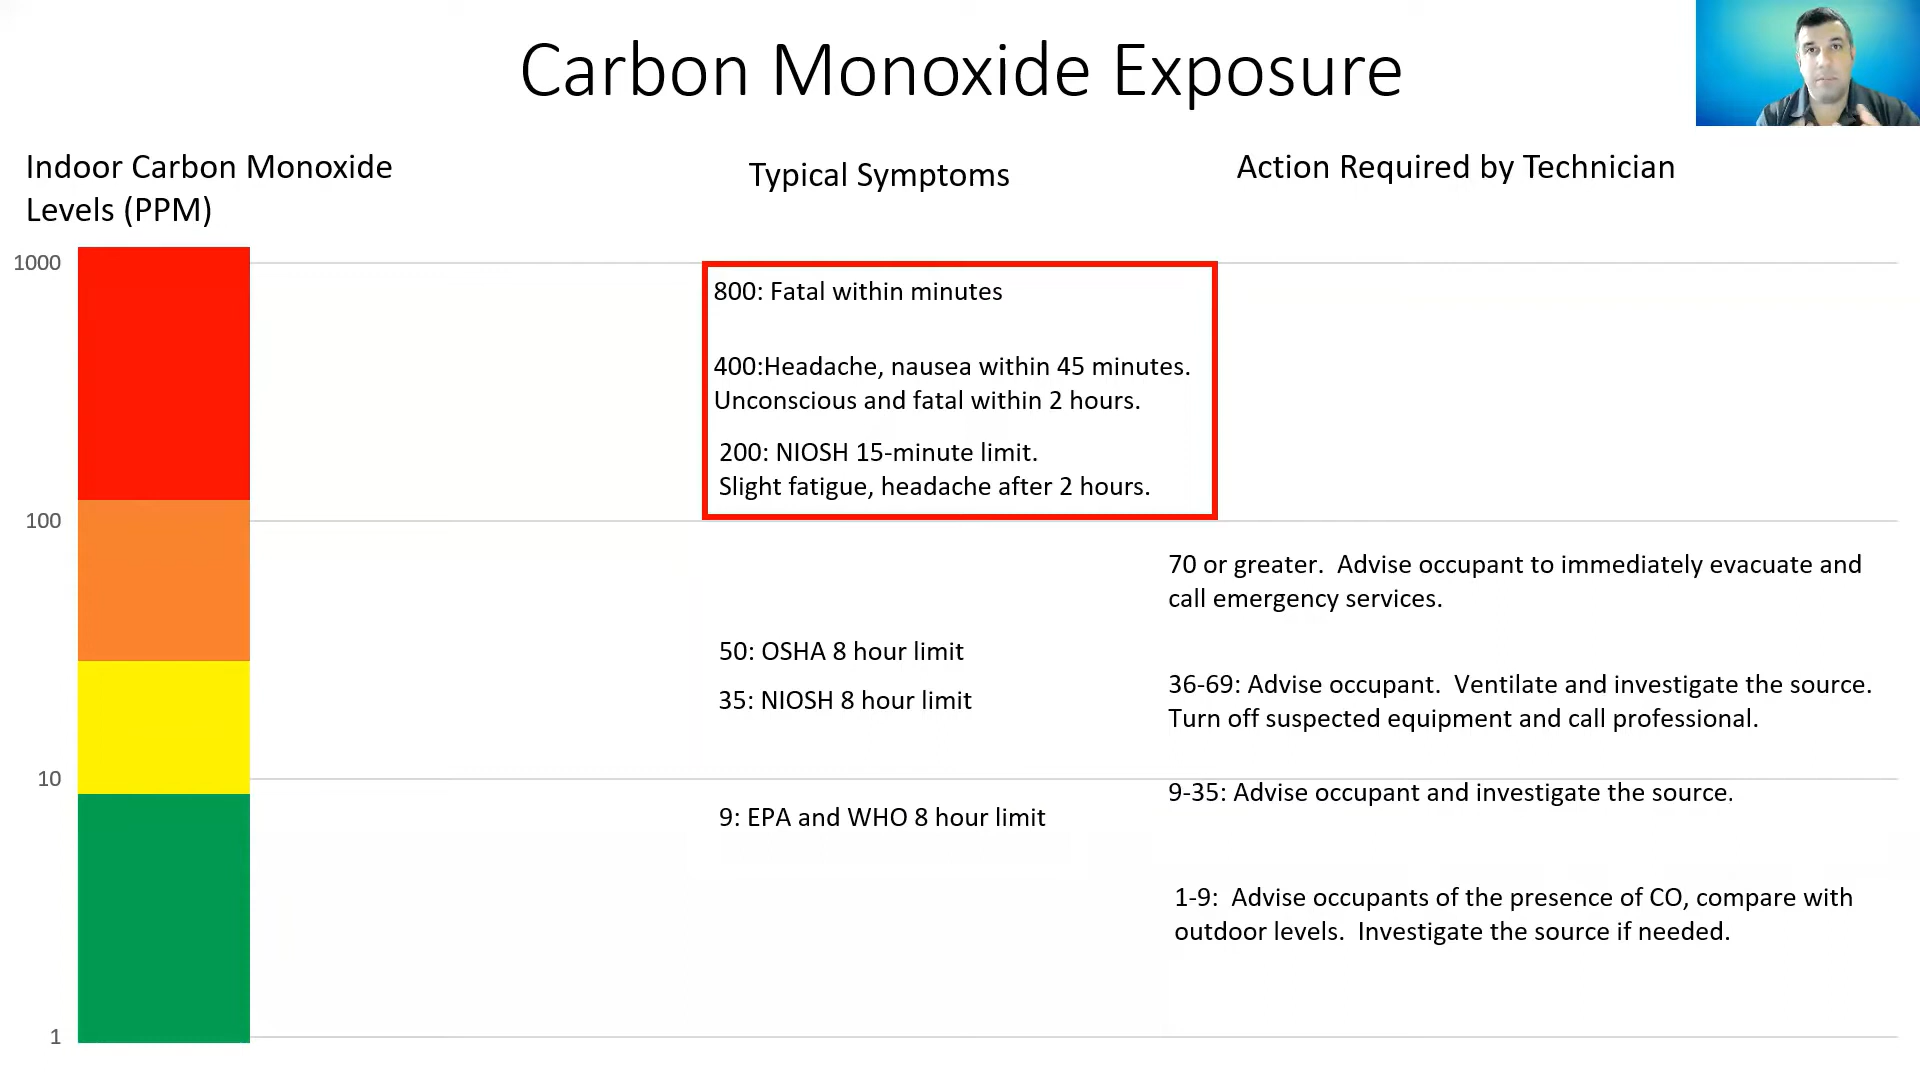 Carbon Monoxide Exposure
Indoor Carbon Monoxide
Levels (PPM)
Typical Symptoms
Action Required by Technician
1000
800: Fatal within minutes
400:Headache, nausea within 45 minutes.
Unconscious and fatal within 2 hours.
200: NIOSH 15-minute limit.
Slight fatigue, headache after 2 hours.
100
70 or greater.  Advise occupant to immediately evacuate and
call emergency services.
50: OSHA 8 hour limit
35: NIOSH 8 hour limit
36-69: Advise occupant.  Ventilate and investigate the source.
Turn off suspected equipment and call professional.
10
9-35: Advise occupant and investigate the source.
9: EPA and WHO 8 hour limit
1-9:  Advise occupants of the presence of CO, compare with
outdoor levels.  Investigate the source if needed.
1